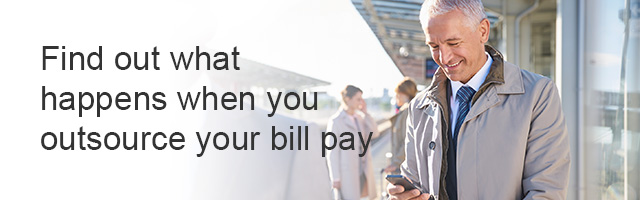 Find out what
happens when you
outsource your bill pay